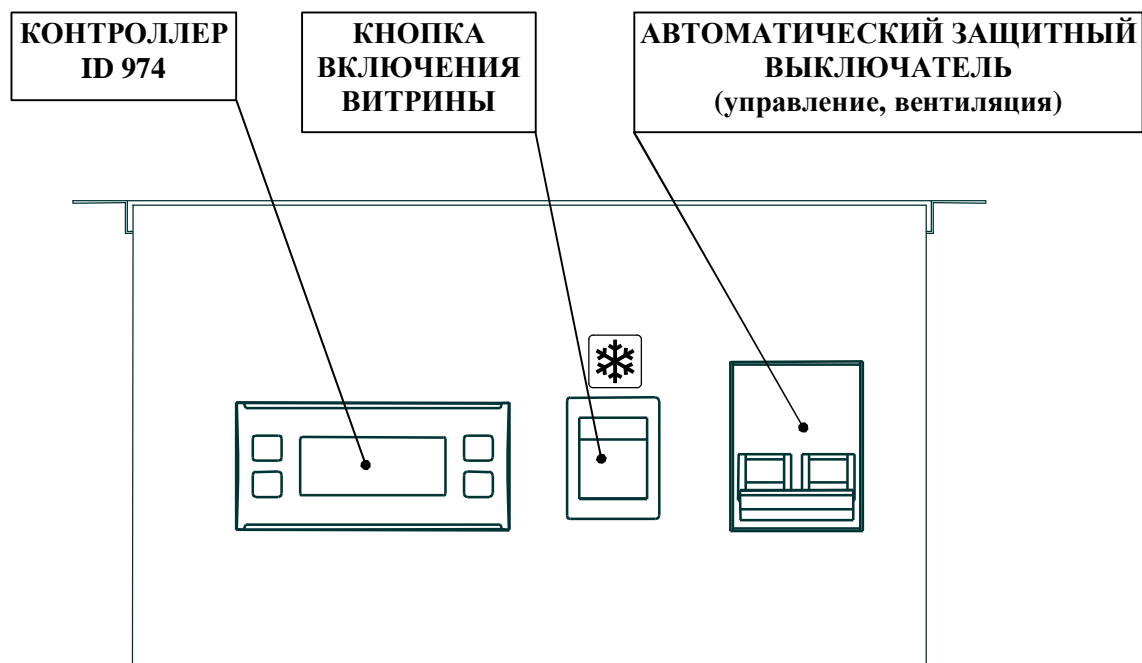 КОНТРОЛЛЕР
ID 974
КНОПКА
ВКЛЮЧЕНИЯ
ВИТРИНЫ
АВТОМАТИЧЕСКИЙ ЗАЩИТНЫЙ
ВЫКЛЮЧАТЕЛЬ
(управление, вентиляция)